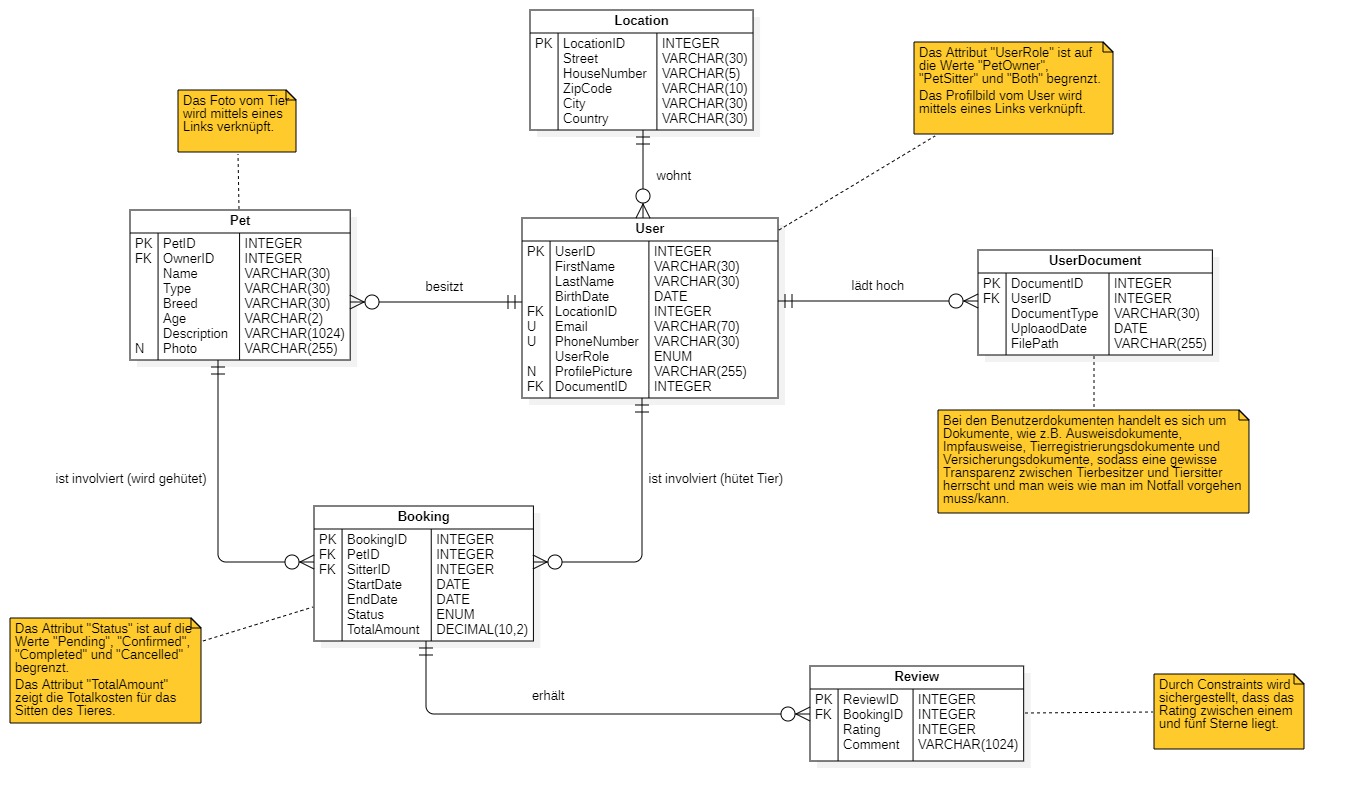 Location
PK LocationID INTEGER
Street VARCHAR(30)
HouseNumber VARCHAR(5)
ZipCode VARCHAR(10)
City VARCHAR(30)
Country VARCHAR(30)
Das Attribut "UserRole" ist auf
die Werte "PetOwner",
"PetSitter" und "Both" begrenzt.
Das Profilbild vom User wird
mittels eines Links verknüpft.
Das Foto vom Tier
wird mittels eines
Links verknüpft.
wohnt
Pet
PK PetID INTEGER
FK OwnerID INTEGER
Name VARCHAR(30)
Type VARCHAR(30)
Breed VARCHAR(30)
Age VARCHAR(2)
Description VARCHAR(1024)
N Photo VARCHAR(255)
besitzt
User
PK UserID INTEGER
FirstName VARCHAR(30)
LastName VARCHAR(30)
BirthDate DATE
FK LocationID INTEGER
U Email VARCHAR(70)
U PhoneNumber VARCHAR(30)
UserRole ENUM
N ProfilePicture VARCHAR(255)
FK DocumentID INTEGER
lädt hoch
UserDocument
PK DocumentID INTEGER
FK UserID INTEGER
DocumentType VARCHAR(30)
UploaodDate DATE
FilePath VARCHAR(255)
Bei den Benutzerdokumenten handelt es sich um
Dokumente, wie z.B. Ausweisdokumente,
Impfausweise, Tierregistrierungsdokumente und
Versicherungsdokumente, sodass eine gewisse
Transparenz zwischen Tierbesitzer und Tiersitter
herrscht und man weis wie man im Notfall vorgehen
muss/kann.
ist involviert (wird gehütet)
ist involviert (hütet Tier)
Booking
PK BookingID INTEGER
FK PetID INTEGER
FK SitterID INTEGER
StartDate DATE
EndDate DATE
Status ENUM
TotalAmount DECIMAL(10,2)
Das Attribut "Status" ist auf die
Werte "Pending", "Confirmed",
"Completed" und "Cancelled"
begrenzt.
Das Attribut "TotalAmount"
zeigt die Totalkosten für das
Sitten des Tieres.
erhält
Review
PK ReviewID INTEGER
FK BookingID INTEGER
Rating INTEGER
Comment VARCHAR(1024)
Durch Constraints wird
sichergestellt, dass das
Rating zwischen einem
und fünf Sterne liegt.